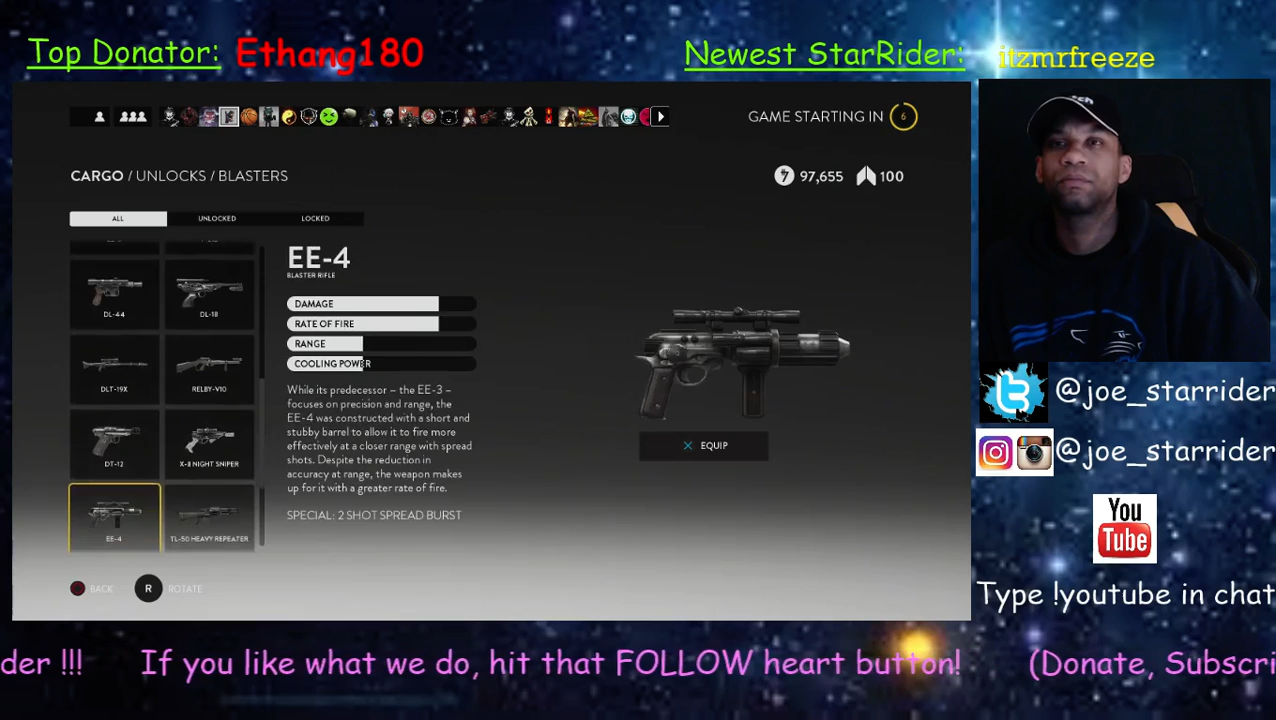 Top Donator: Ethang180
Newest StarRider: itzmrfreeze
GAME STARTING IN 6
CARGO / UNLOCKS / BLASTERS
97,655 100
ALL UNLOCKED LOCKED
EE-4
BLASTER RIFLE
DAMAGE
RATE OF FIRE
RANGE
COOLING POWER
While its predecessor – the EE-3 –
focuses on precision and range, the
EE-4 was constructed with a short and
stubby barrel to allow it to fire more
effectively at a closer range with spread
shots. Despite the reduction in
accuracy at range, the weapon makes
up for it with a greater rate of fire.
SPECIAL: 2 SHOT SPREAD BURST
DL-44 DL-18
DLT-19X RELBY-V10
DT-12 X-8 NIGHT SNIPER
EE-4 TL-50 HEAVY REPEATER
EQUIP
BACK R ROTATE
@joe_starrider
@joe_starrider
You
Tube
Type !youtube in chat
der !!! If you like what we do, hit that FOLLOW heart button! (Donate, Subscri